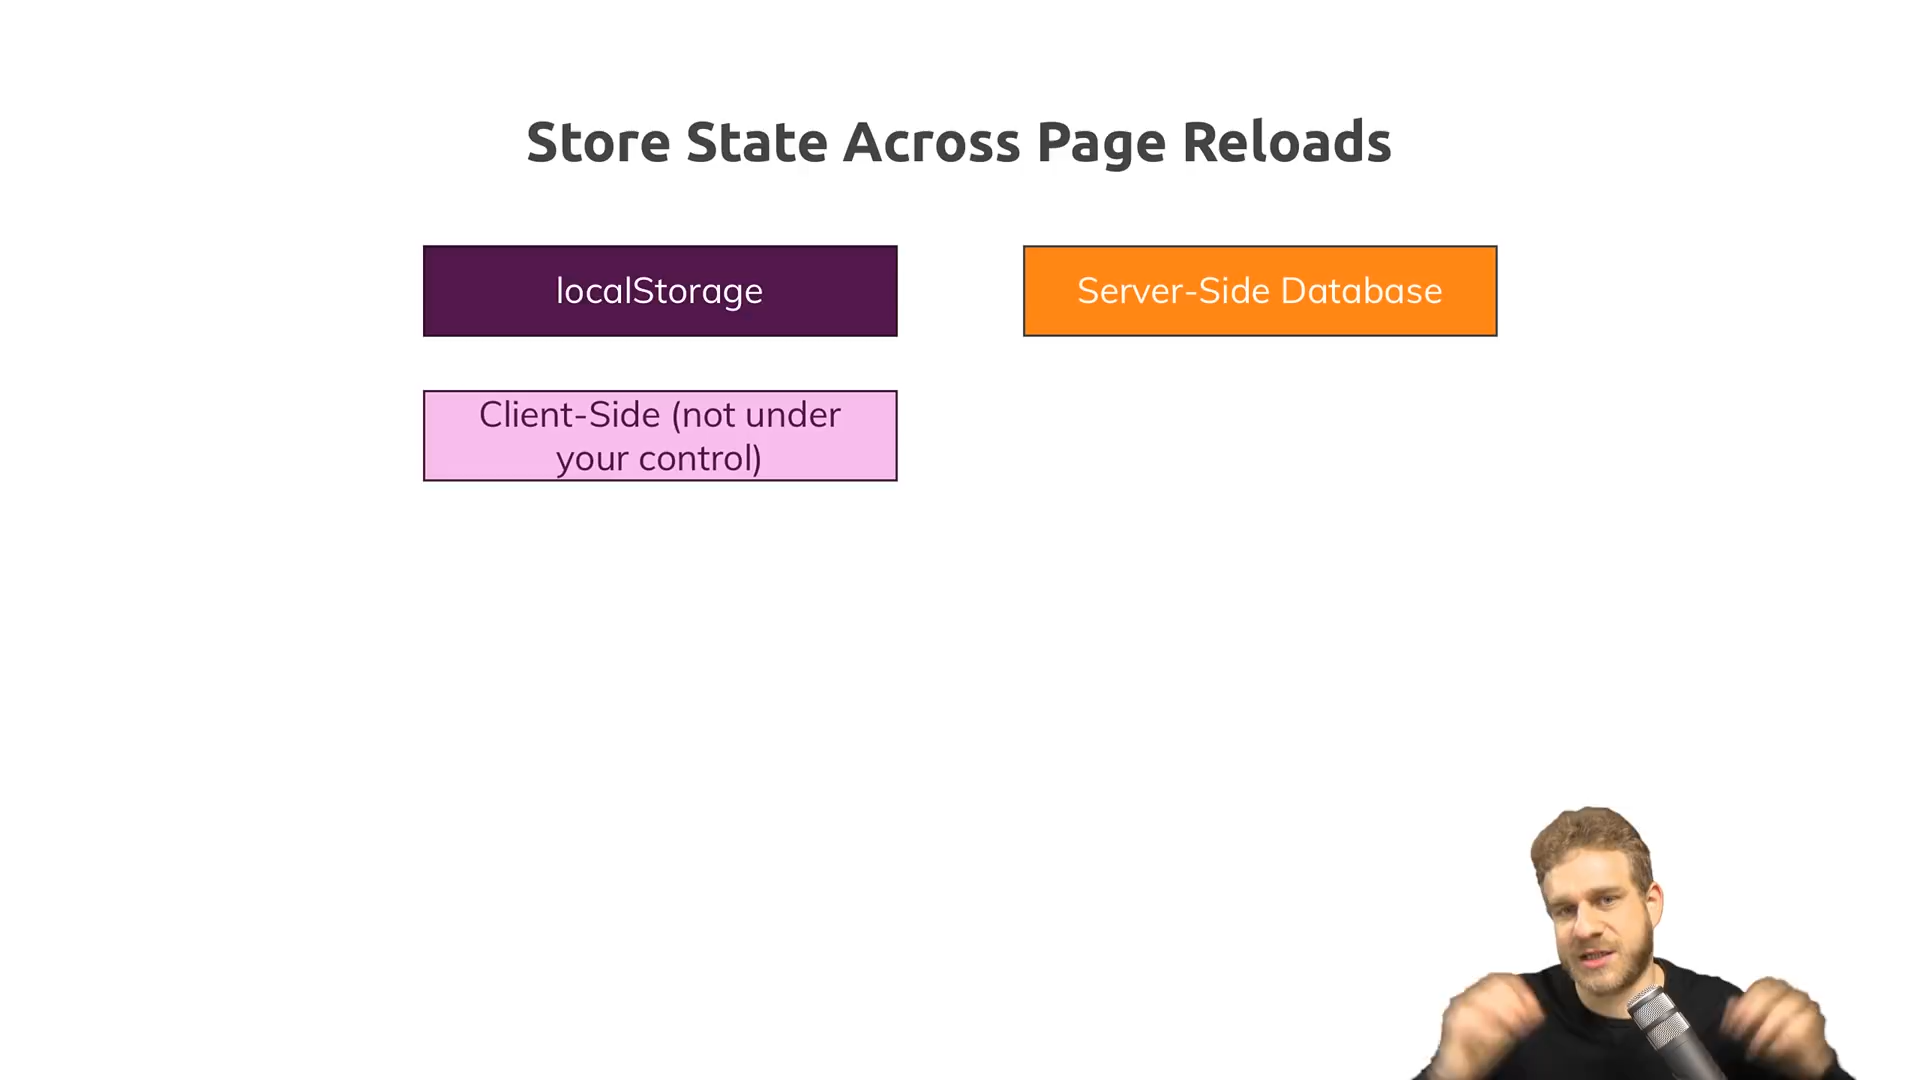 Store State Across Page Reloads
localStorage
Server-Side Database
Client-Side (not under
your control)